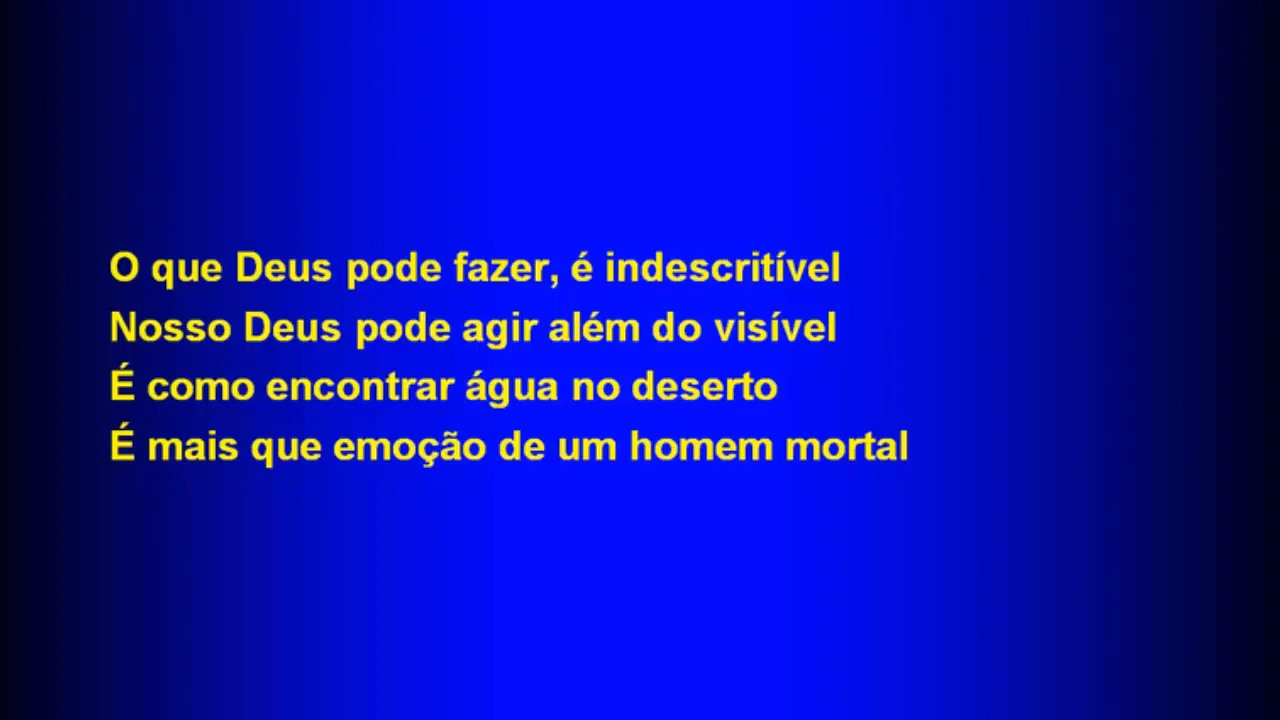 O que Deus pode fazer, é indescritível
Nosso Deus pode agir além do visível
É como encontrar água no deserto
É mais que emoção de um homem mortal